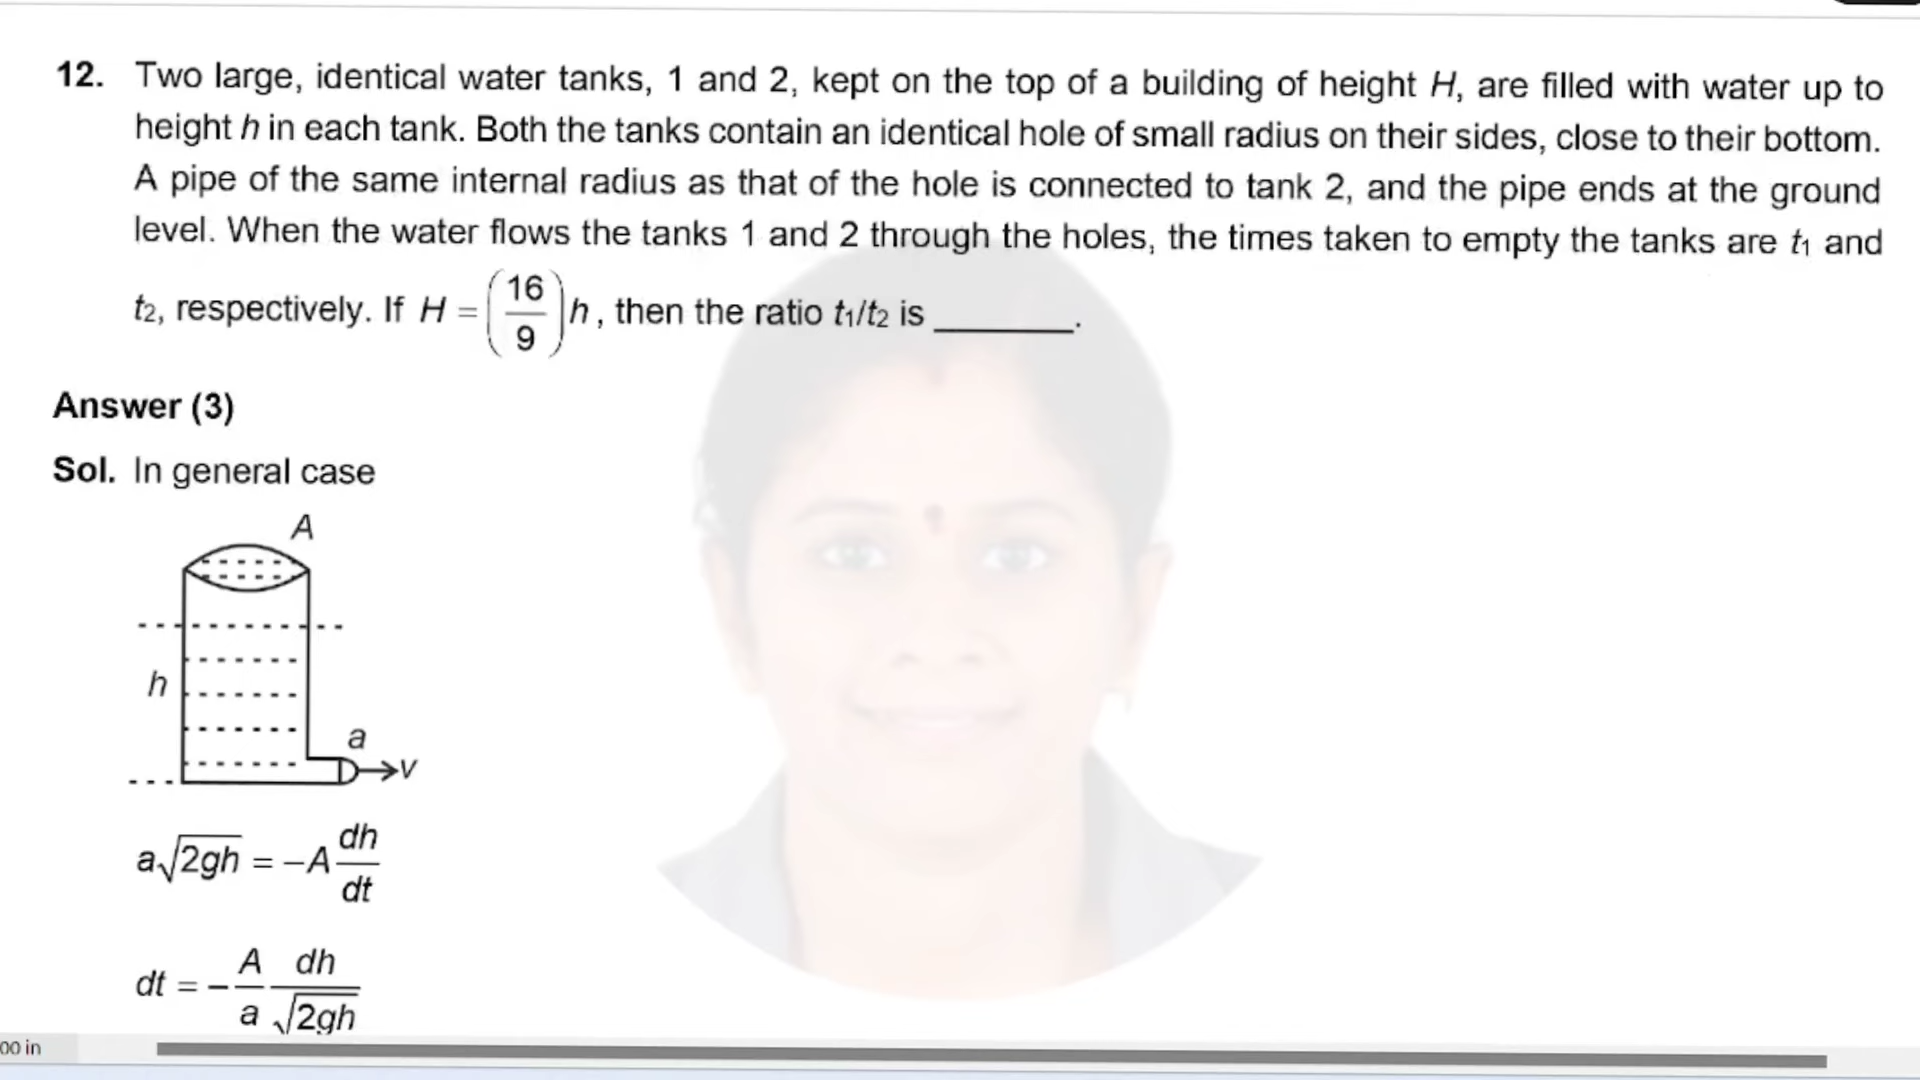 12. Two large, identical water tanks, 1 and 2, kept on the top of a building of height H, are filled with water up to
height h in each tank. Both the tanks contain an identical hole of small radius on their sides, close to their bottom.
A pipe of the same internal radius as that of the hole is connected to tank 2, and the pipe ends at the ground
level. When the water flows the tanks 1 and 2 through the holes, the times taken to empty the tanks are t₁ and
t₂, respectively. If H = (16/9)h, then the ratio t₁/t₂ is ________.
Answer (3)
Sol. In general case
A
h
a
v
a√2gh = –A dh/dt
dt = – A/a dh/√2gh
00 in